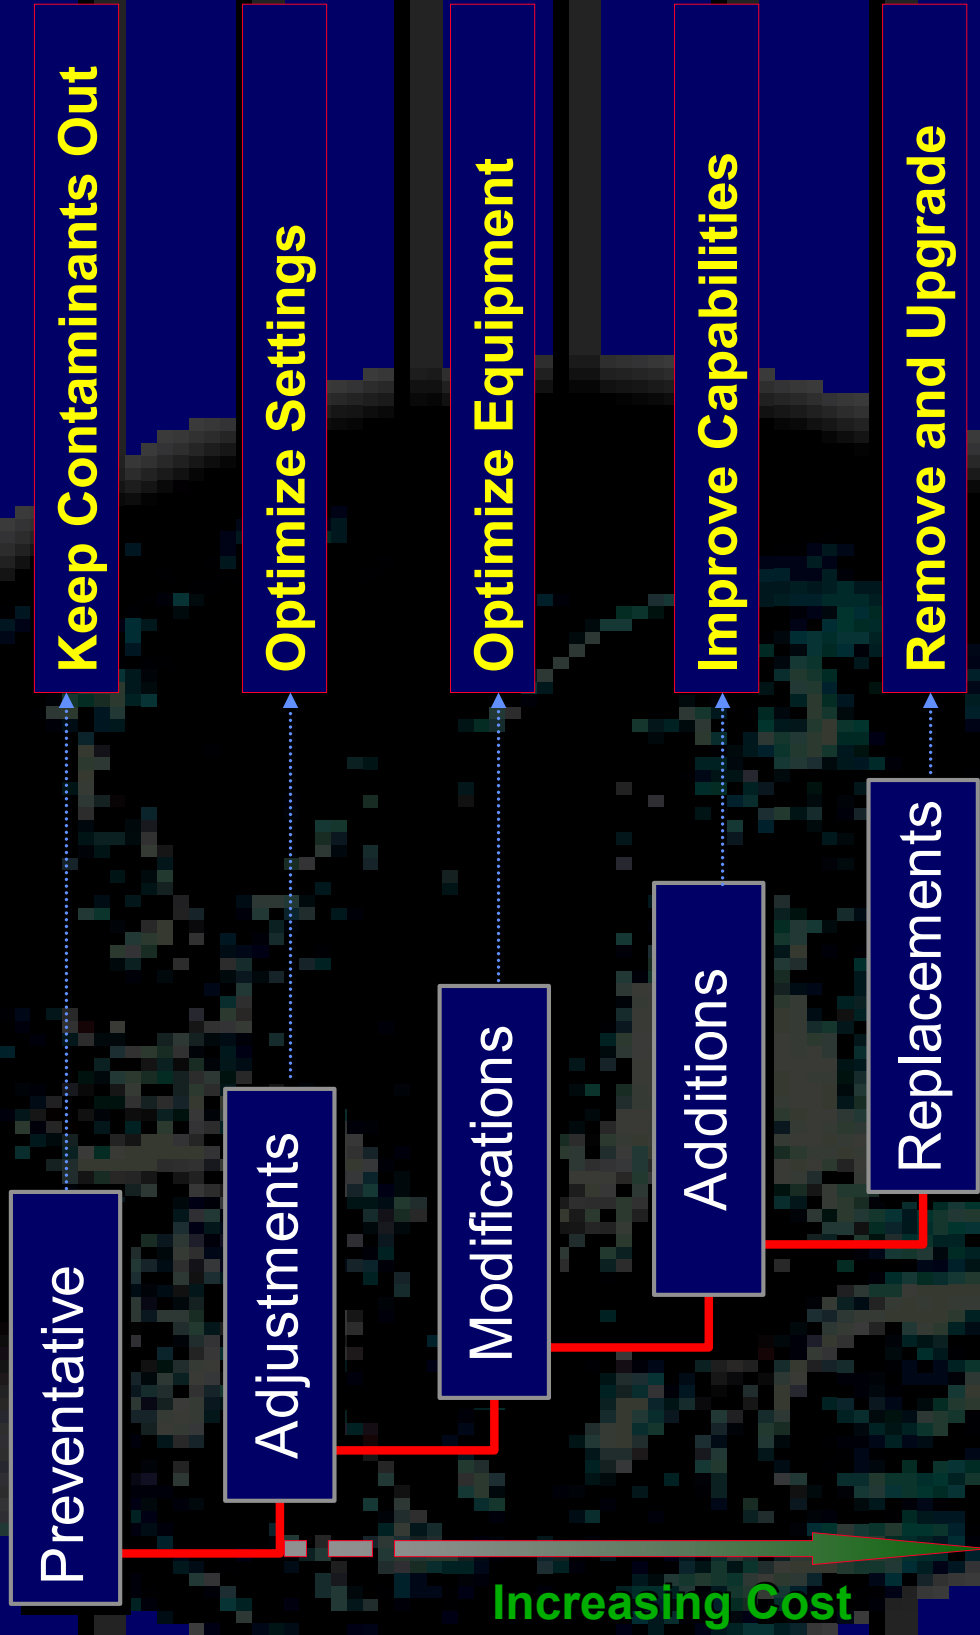 Preventative
Keep Contaminants Out
Adjustments
Optimize Settings
Modifications
Optimize Equipment
Additions
Improve Capabilities
Replacements
Remove and Upgrade
Increasing Cost